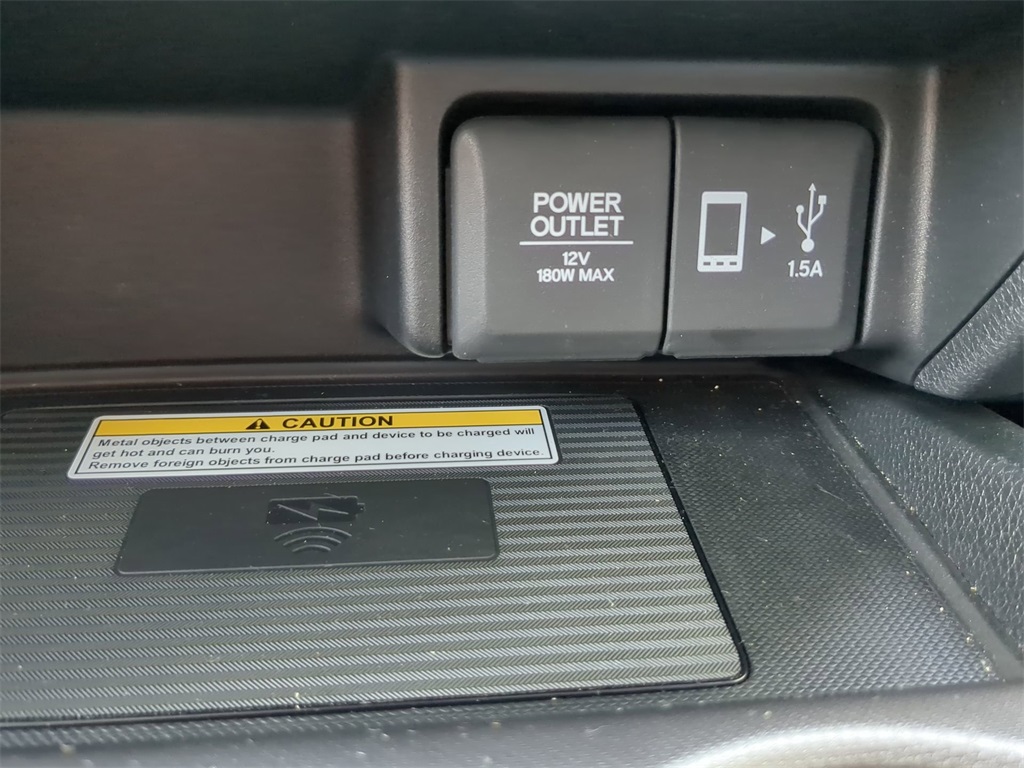 POWER
OUTLET
12V
180W MAX
1.5A
CAUTION
Metal objects between charge pad and device to be charged will
get hot and can burn you.
Remove foreign objects from charge pad before charging device.